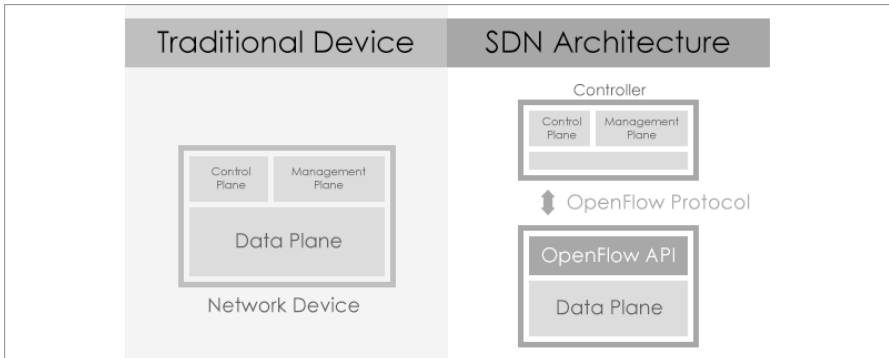 Traditional Device
SDN Architecture
Control
Plane
Management
Plane
Data Plane
Network Device
Controller
Control
Plane
Management
Plane
OpenFlow Protocol
OpenFlow API
Data Plane